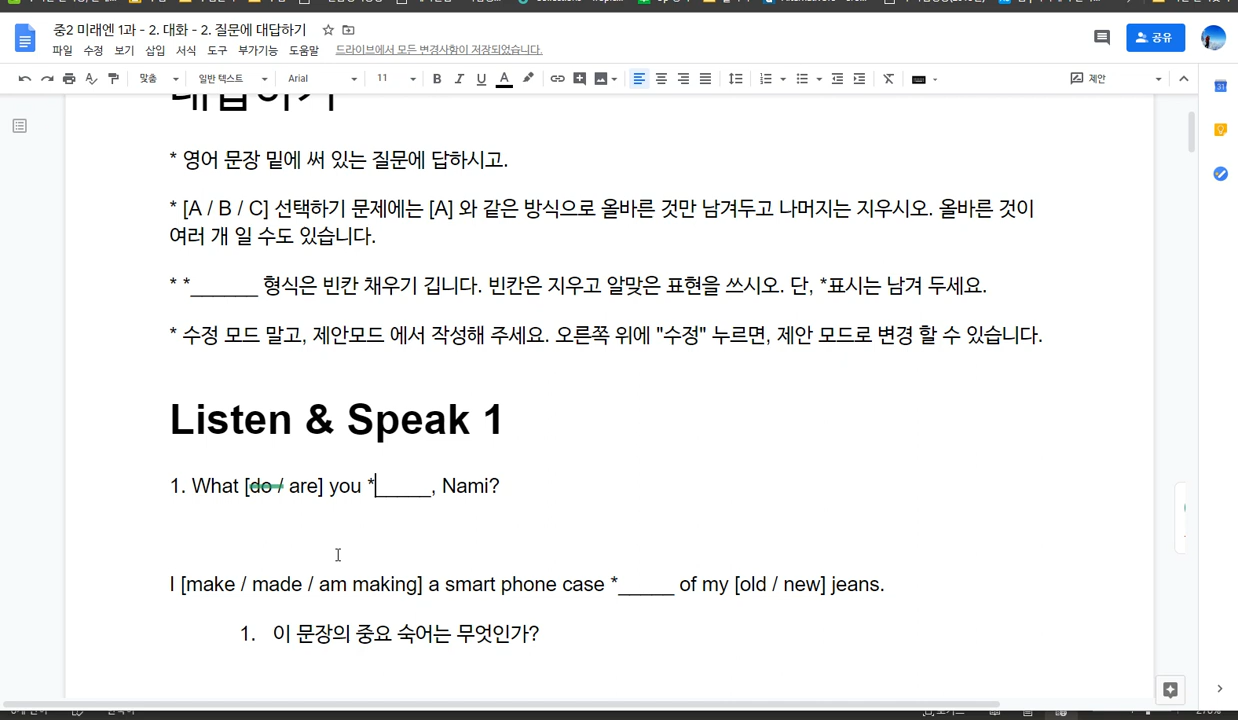 중2 미래엔 1과 - 2. 대화 - 2. 질문에 대답하기
파일 수정 보기 삽입 서식 도구 부가기능 도움말 드라이브에서 모든 변경사항이 저장되었습니다.
공유
맞춤 일반 텍스트 Arial 11 B I U A 제안
대답하기
* 영어 문장 밑에 써 있는 질문에 답하시고.
* [A / B / C] 선택하기 문제에는 [A] 와 같은 방식으로 올바른 것만 남겨두고 나머지는 지우시오. 올바른 것이
여러 개 일 수도 있습니다.
* *_______ 형식은 빈칸 채우기 깁니다. 빈칸은 지우고 알맞은 표현을 쓰시오. 단, *표시는 남겨 두세요.
* 수정 모드 말고, 제안모드 에서 작성해 주세요. 오른쪽 위에 "수정" 누르면, 제안 모드로 변경 할 수 있습니다.
Listen & Speak 1
1. What [do / are] you *_____, Nami?
I [make / made / am making] a smart phone case *_____ of my [old / new] jeans.
1. 이 문장의 중요 숙어는 무엇인가?